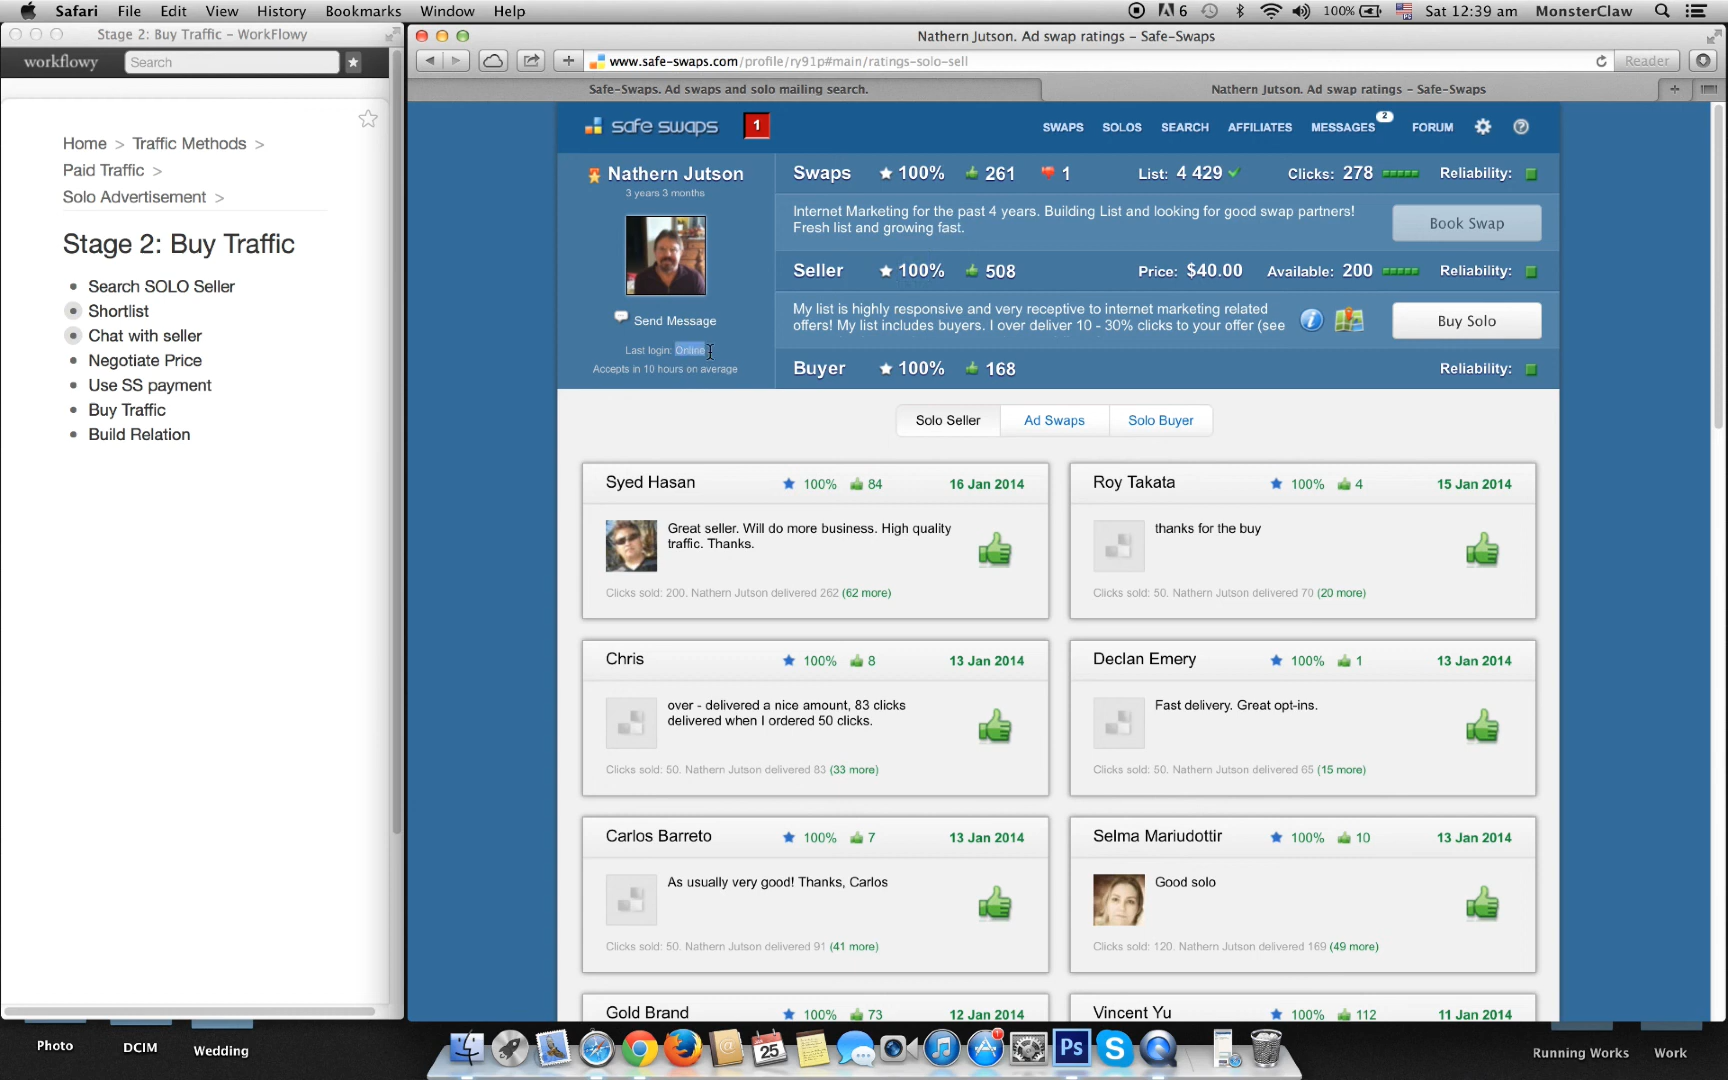 Safari File Edit View History Bookmarks Window Help
6 100% Sat 12:39 am MonsterClaw
Stage 2: Buy Traffic – WorkFlowy
workflowy Search
Home > Traffic Methods >
Paid Traffic >
Solo Advertisement >
Stage 2: Buy Traffic
Search SOLO Seller
Shortlist
Chat with seller
Negotiate Price
Use SS payment
Buy Traffic
Build Relation
Nathern Jutson. Ad swap ratings – Safe-Swaps
www.safe-swaps.com/profile/ry91p#main/ratings-solo-sell
Reader
Safe-Swaps. Ad swaps and solo mailing search.
Nathern Jutson. Ad swap ratings – Safe-Swaps
safe swaps 1
SWAPS SOLOS SEARCH AFFILIATES MESSAGES 2 FORUM
Nathern Jutson
3 years 3 months
Send Message
Last login: Online
Accepts in 10 hours on average
Swaps 100% 261 1 List: 4 429 Clicks: 278 Reliability:
Internet Marketing for the past 4 years. Building List and looking for good swap partners!
Fresh list and growing fast.
Book Swap
Seller 100% 508 Price: $40.00 Available: 200 Reliability:
My list is highly responsive and very receptive to internet marketing related
offers! My list includes buyers. I over deliver 10 - 30% clicks to your offer (see
Buy Solo
Buyer 100% 168 Reliability:
Solo Seller Ad Swaps Solo Buyer
Syed Hasan 100% 84 16 Jan 2014
Great seller. Will do more business. High quality
traffic. Thanks.
Clicks sold: 200. Nathern Jutson delivered 262 (62 more)
Roy Takata 100% 4 15 Jan 2014
thanks for the buy
Clicks sold: 50. Nathern Jutson delivered 70 (20 more)
Chris 100% 8 13 Jan 2014
over - delivered a nice amount, 83 clicks
delivered when I ordered 50 clicks.
Clicks sold: 50. Nathern Jutson delivered 83 (33 more)
Declan Emery 100% 1 13 Jan 2014
Fast delivery. Great opt-ins.
Clicks sold: 50. Nathern Jutson delivered 65 (15 more)
Carlos Barreto 100% 7 13 Jan 2014
As usually very good! Thanks, Carlos
Clicks sold: 50. Nathern Jutson delivered 91 (41 more)
Selma Mariudottir 100% 10 13 Jan 2014
Good solo
Clicks sold: 120. Nathern Jutson delivered 169 (49 more)
Gold Brand 100% 73 12 Jan 2014
Vincent Yu 100% 112 11 Jan 2014
Photo
DCIM
Wedding
25
Ps
Running Works
Work